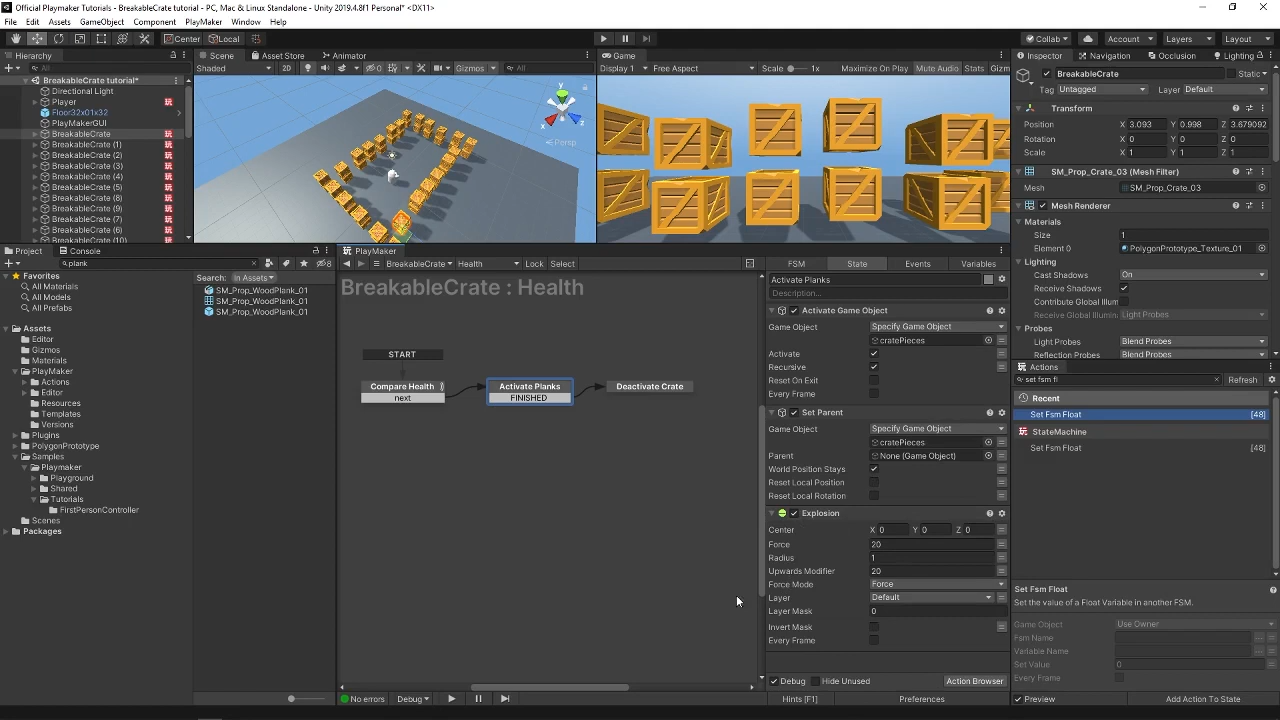 Official Playmaker Tutorials - BreakableCrate tutorial - PC, Mac & Linux Standalone - Unity 2019.4.8f1 Personal* <DX11>
File Edit Assets GameObject Component PlayMaker Window Help
Center Local
Collab Account Layers Layout
Hierarchy
All
BreakableCrate tutorial*
Directional Light
Player
Floor32x01x32
PlayMakerGUI
BreakableCrate
BreakableCrate (1)
BreakableCrate (2)
BreakableCrate (3)
BreakableCrate (4)
BreakableCrate (5)
BreakableCrate (8)
BreakableCrate (9)
BreakableCrate (7)
BreakableCrate (6)
BreakableCrate (10)
Scene Asset Store Animator
Shaded 2D 0 Gizmos All
y
x
z
Persp
Game
Display 1 Free Aspect Scale 1x Maximize On Play Mute Audio Stats Gizm
Project Console
plank
8
Favorites
All Materials
All Models
All Prefabs
Assets
Editor
Gizmos
Materials
PlayMaker
Actions
Editor
Resources
Templates
Versions
Plugins
PolygonPrototype
Samples
Playmaker
Playground
Shared
Tutorials
FirstPersonController
Scenes
Packages
Search: In Assets
SM_Prop_WoodPlank_01
SM_Prop_WoodPlank_01
SM_Prop_WoodPlank_01
PlayMaker
BreakableCrate Health Lock Select
BreakableCrate : Health
START
Compare Health
next
Activate Planks
FINISHED
Deactivate Crate
No errors Debug
FSM State Events Variables
Activate Planks
Description...
Activate Game Object
Game Object Specify Game Object
cratePieces
Activate
Recursive
Reset On Exit
Every Frame
Set Parent
Game Object Specify Game Object
cratePieces
Parent None (Game Object)
World Position Stays
Reset Local Position
Reset Local Rotation
Explosion
Center X 0 Y 0 Z 0
Force 20
Radius 1
Upwards Modifier 20
Force Mode Force
Layer Default
Layer Mask 0
Invert Mask
Every Frame
Debug Hide Unused Action Browser
Hints [F1] Preferences
Inspector Navigation Occlusion Lighting
BreakableCrate Static
Tag Untagged Layer Default
Transform
Position X 3.093 Y 0.998 Z 3.679092
Rotation X 0 Y 0 Z 0
Scale X 1 Y 1 Z 1
SM_Prop_Crate_03 (Mesh Filter)
Mesh SM_Prop_Crate_03
Mesh Renderer
Materials
Size 1
Element 0 PolygonPrototype_Texture_01
Lighting
Cast Shadows On
Receive Shadows
Contribute Global Illum
Receive Global Illumin. Light Probes
Probes
Light Probes Blend Probes
Reflection Probes Blend Probes
Actions
set fsm fl Refresh
Recent
Set Fsm Float [48]
StateMachine
Set Fsm Float [48]
Set Fsm Float
Set the value of a Float Variable in another FSM.
Game Object Use Owner
Fsm Name
Variable Name
Set Value 0
Every Frame
Preview Add Action To State